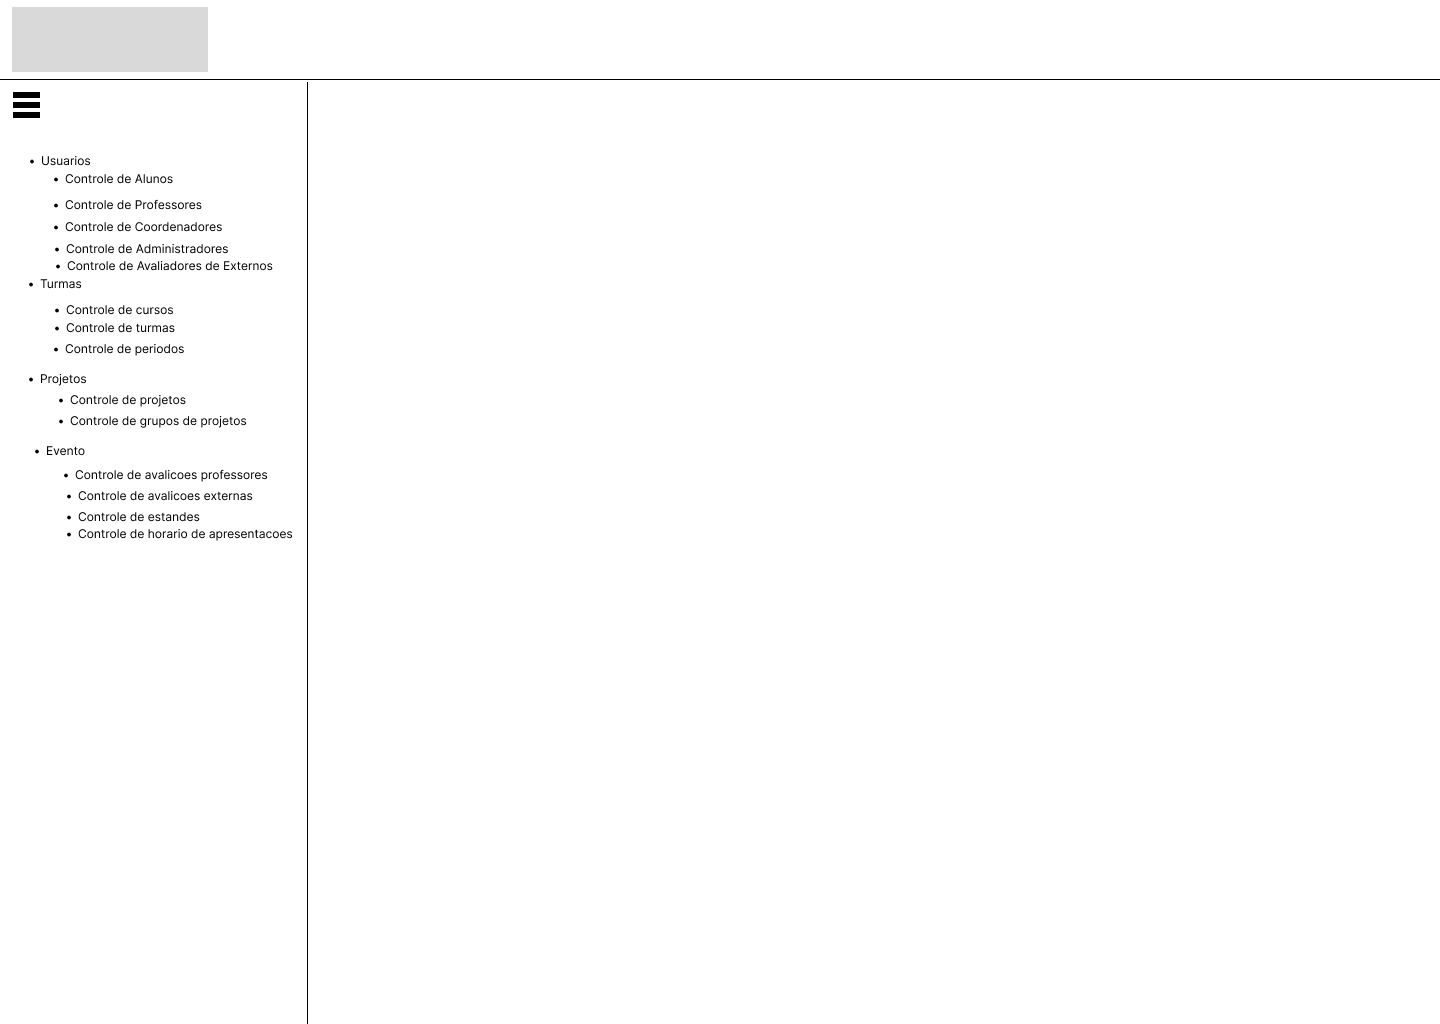 Usuarios
Controle de Alunos
Controle de Professores
Controle de Coordenadores
Controle de Administradores
Controle de Avaliadores de Externos
Turmas
Controle de cursos
Controle de turmas
Controle de periodos
Projetos
Controle de projetos
Controle de grupos de projetos
Evento
Controle de avalicoes professores
Controle de avalicoes externas
Controle de estandes
Controle de horario de apresentacoes